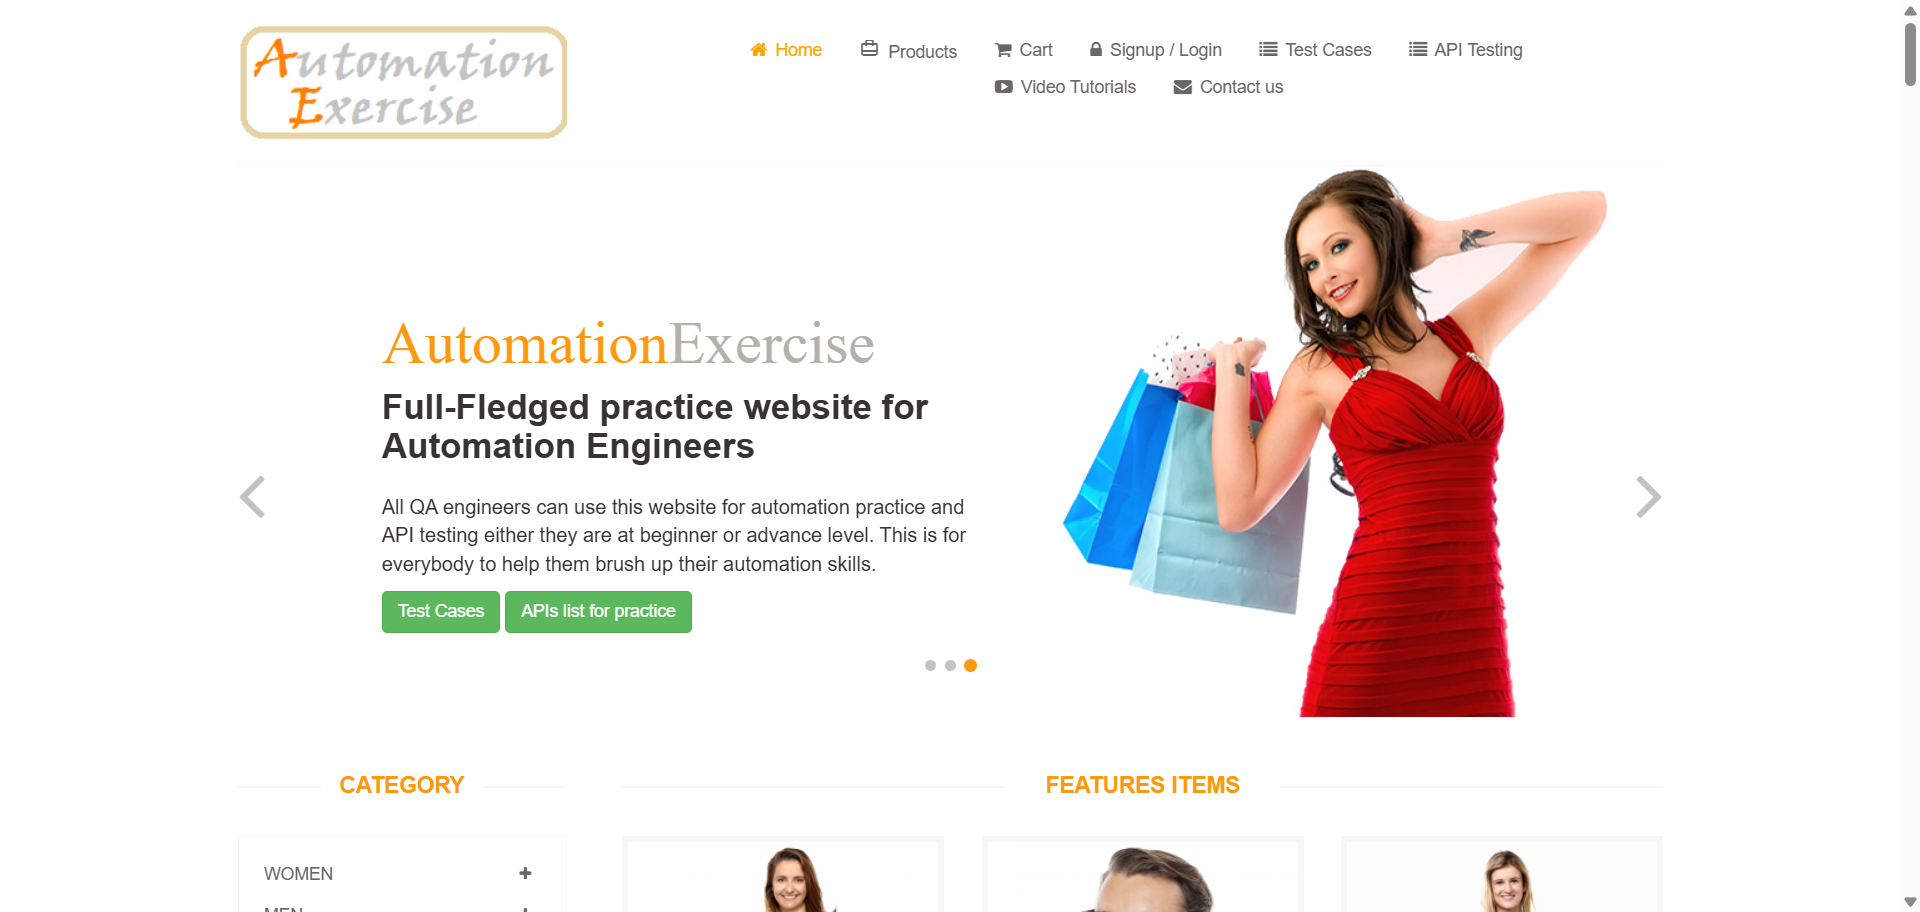 Automation
Exercise
Home
Products
Cart
Signup / Login
Test Cases
API Testing
Video Tutorials
Contact us
AutomationExercise
Full-Fledged practice website for
Automation Engineers
All QA engineers can use this website for automation practice and
API testing either they are at beginner or advance level. This is for
everybody to help them brush up their automation skills.
Test Cases
APIs list for practice
CATEGORY
FEATURES ITEMS
WOMEN
MEN